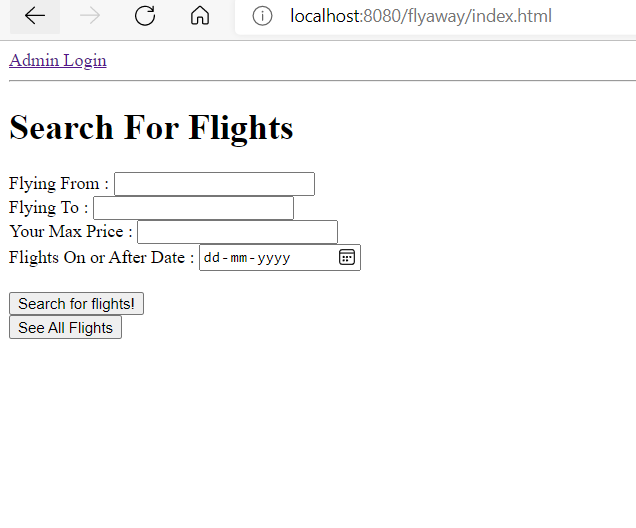 localhost:8080/flyaway/index.html
Admin Login
Search For Flights
Flying From :
Flying To :
Your Max Price :
Flights On or After Date : dd-mm-yyyy
Search for flights!
See All Flights